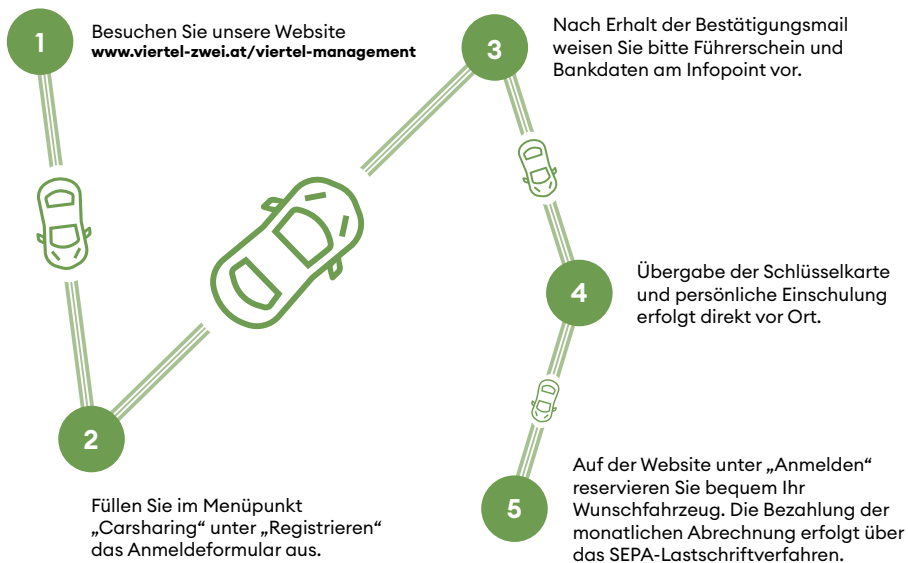 1
Besuchen Sie unsere Website
www.viertel-zwei.at/viertel-management
2
Füllen Sie im Menüpunkt
„Carsharing“ unter „Registrieren“
das Anmeldeformular aus.
3
Nach Erhalt der Bestätigungsmail
weisen Sie bitte Führerschein und
Bankdaten am Infopoint vor.
4
Übergabe der Schlüsselkarte
und persönliche Einschulung
erfolgt direkt vor Ort.
5
Auf der Website unter „Anmelden“
reservieren Sie bequem Ihr
Wunschfahrzeug. Die Bezahlung der
monatlichen Abrechnung erfolgt über
das SEPA-Lastschriftverfahren.